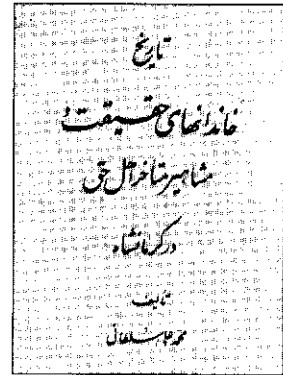 تاریخ
خاندانهای حقیقت و
مشاهیر متاخر اهل حق
در کرمانشاه
تألیف
محمد علی سلطانی